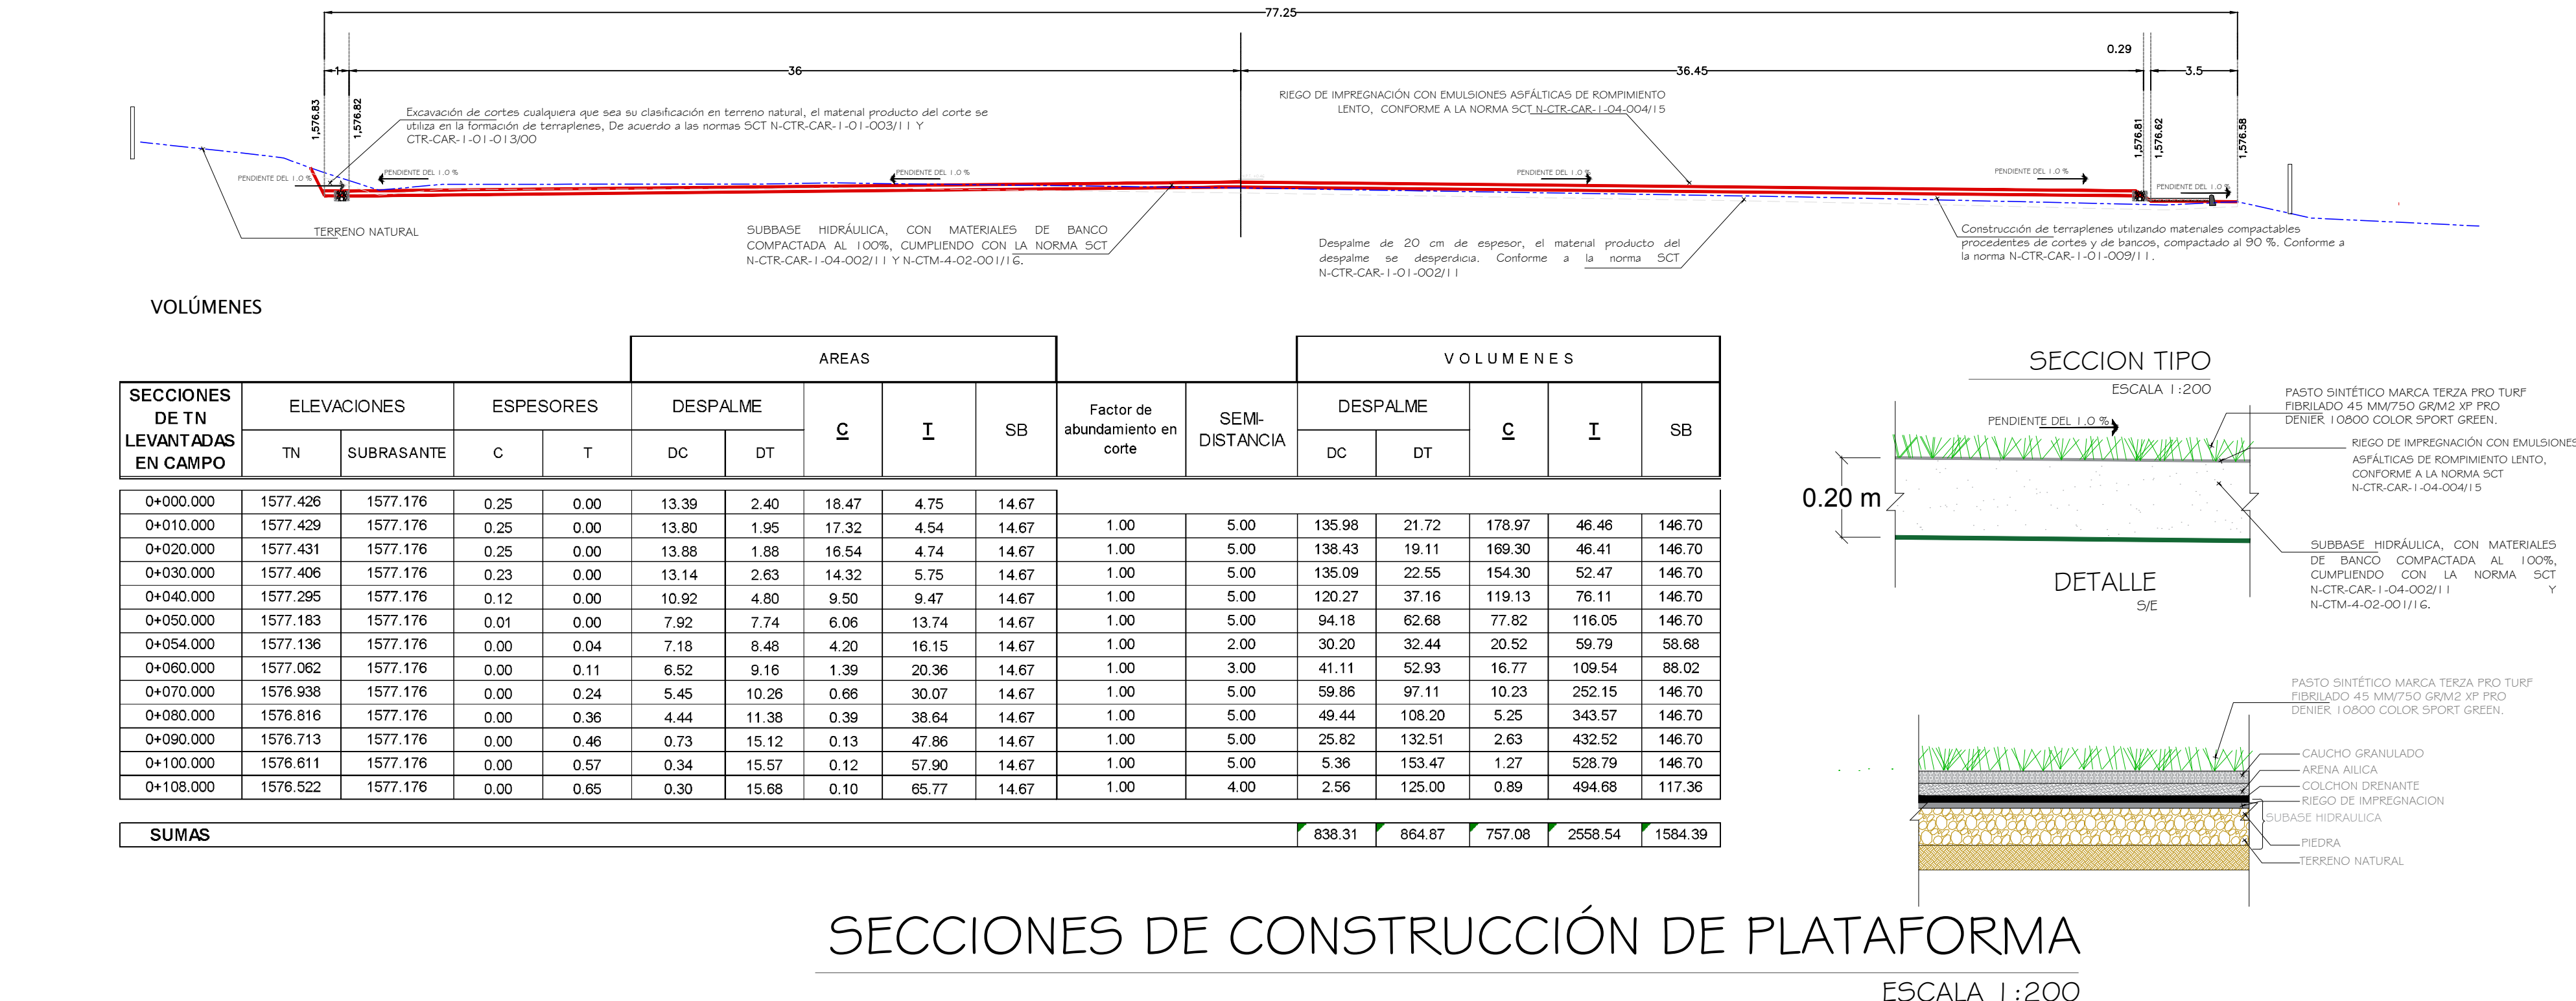 77.25
0.29
1
36
36.45
3.5
1,576.83
1,576.82
1,576.81
1,576.62
1,576.58
Excavación de cortes cualquiera que sea su clasificación en terreno natural, el material producto del corte se
utiliza en la formación de terraplenes, De acuerdo a las normas SCT N-CTR-CAR-1-01-003/11 Y
CTR-CAR-1-01-013/00
RIEGO DE IMPREGNACIÓN CON EMULSIONES ASFÁLTICAS DE ROMPIMIENTO
LENTO, CONFORME A LA NORMA SCT N-CTR-CAR-1-04-004/15
PENDIENTE DEL 1.0 %
PENDIENTE DEL 1.0 %
PENDIENTE DEL 1.0 %
PENDIENTE DEL 1.0 %
PENDIENTE DEL 1.0 %
PENDIENTE DEL 1.0 %
TERRENO NATURAL
SUBBASE HIDRÁULICA, CON MATERIALES DE BANCO
COMPACTADA AL 100%, CUMPLIENDO CON LA NORMA SCT
N-CTR-CAR-1-04-002/11 Y N-CTM-4-02-001/16.
Despalme de 20 cm de espesor, el material producto del
despalme se desperdicia. Conforme a la norma SCT
N-CTR-CAR-1-01-002/11
Construcción de terraplenes utilizando materiales compactables
procedentes de cortes y de bancos, compactado al 90 %. Conforme a
la norma N-CTR-CAR-1-01-009/11.
VOLÚMENES
AREAS VOLUMENES
SECCIONES DE TN LEVANTADAS EN CAMPO ELEVACIONES ESPESORES DESPALME C T SB Factor de abundamiento en corte SEMI-DISTANCIA DESPALME C T SB
TN SUBRASANTE C T DC DT DC DT
0+000.000 1577.426 1577.176 0.25 0.00 13.39 2.40 18.47 4.75 14.67
0+010.000 1577.429 1577.176 0.25 0.00 13.80 1.95 17.32 4.54 14.67 1.00 5.00 135.98 21.72 178.97 46.46 146.70
0+020.000 1577.431 1577.176 0.25 0.00 13.88 1.88 16.54 4.74 14.67 1.00 5.00 138.43 19.11 169.30 46.41 146.70
0+030.000 1577.406 1577.176 0.23 0.00 13.14 2.63 14.32 5.75 14.67 1.00 5.00 135.09 22.55 154.30 52.47 146.70
0+040.000 1577.295 1577.176 0.12 0.00 10.92 4.80 9.50 9.47 14.67 1.00 5.00 120.27 37.16 119.13 76.11 146.70
0+050.000 1577.183 1577.176 0.01 0.00 7.92 7.74 6.06 13.74 14.67 1.00 5.00 94.18 62.68 77.82 116.05 146.70
0+054.000 1577.136 1577.176 0.00 0.04 7.18 8.48 4.20 16.15 14.67 1.00 2.00 30.20 32.44 20.52 59.79 58.68
0+060.000 1577.062 1577.176 0.00 0.11 6.52 9.16 1.39 20.36 14.67 1.00 3.00 41.11 52.93 16.77 109.54 88.02
0+070.000 1576.938 1577.176 0.00 0.24 5.45 10.26 0.66 30.07 14.67 1.00 5.00 59.86 97.11 10.23 252.15 146.70
0+080.000 1576.816 1577.176 0.00 0.36 4.44 11.38 0.39 38.64 14.67 1.00 5.00 49.44 108.20 5.25 343.57 146.70
0+090.000 1576.713 1577.176 0.00 0.46 0.73 15.12 0.13 47.86 14.67 1.00 5.00 25.82 132.51 2.63 432.52 146.70
0+100.000 1576.611 1577.176 0.00 0.57 0.34 15.57 0.12 57.90 14.67 1.00 5.00 5.36 153.47 1.27 528.79 146.70
0+108.000 1576.522 1577.176 0.00 0.65 0.30 15.68 0.10 65.77 14.67 1.00 4.00 2.56 125.00 0.89 494.68 117.36
SUMAS 838.31 864.87 757.08 2558.54 1584.39
SECCION TIPO
ESCALA 1:200
PENDIENTE DEL 1.0 %
PASTO SINTÉTICO MARCA TERZA PRO TURF
FIBRILADO 45 MM/750 GR/M2 XP PRO
DENIER 10800 COLOR SPORT GREEN.
RIEGO DE IMPREGNACIÓN CON EMULSIONES
ASFÁLTICAS DE ROMPIMIENTO LENTO,
CONFORME A LA NORMA SCT
N-CTR-CAR-1-04-004/15
0.20 m
SUBBASE HIDRÁULICA, CON MATERIALES
DE BANCO COMPACTADA AL 100%,
CUMPLIENDO CON LA NORMA SCT
N-CTR-CAR-1-04-002/11 Y
N-CTM-4-02-001/16.
DETALLE
S/E
PASTO SINTÉTICO MARCA TERZA PRO TURF
FIBRILADO 45 MM/750 GR/M2 XP PRO
DENIER 10800 COLOR SPORT GREEN.
CAUCHO GRANULADO
ARENA AILICA
COLCHON DRENANTE
RIEGO DE IMPREGNACION
SUBASE HIDRAULICA
PIEDRA
TERRENO NATURAL
SECCIONES DE CONSTRUCCIÓN DE PLATAFORMA
ESCALA 1:200